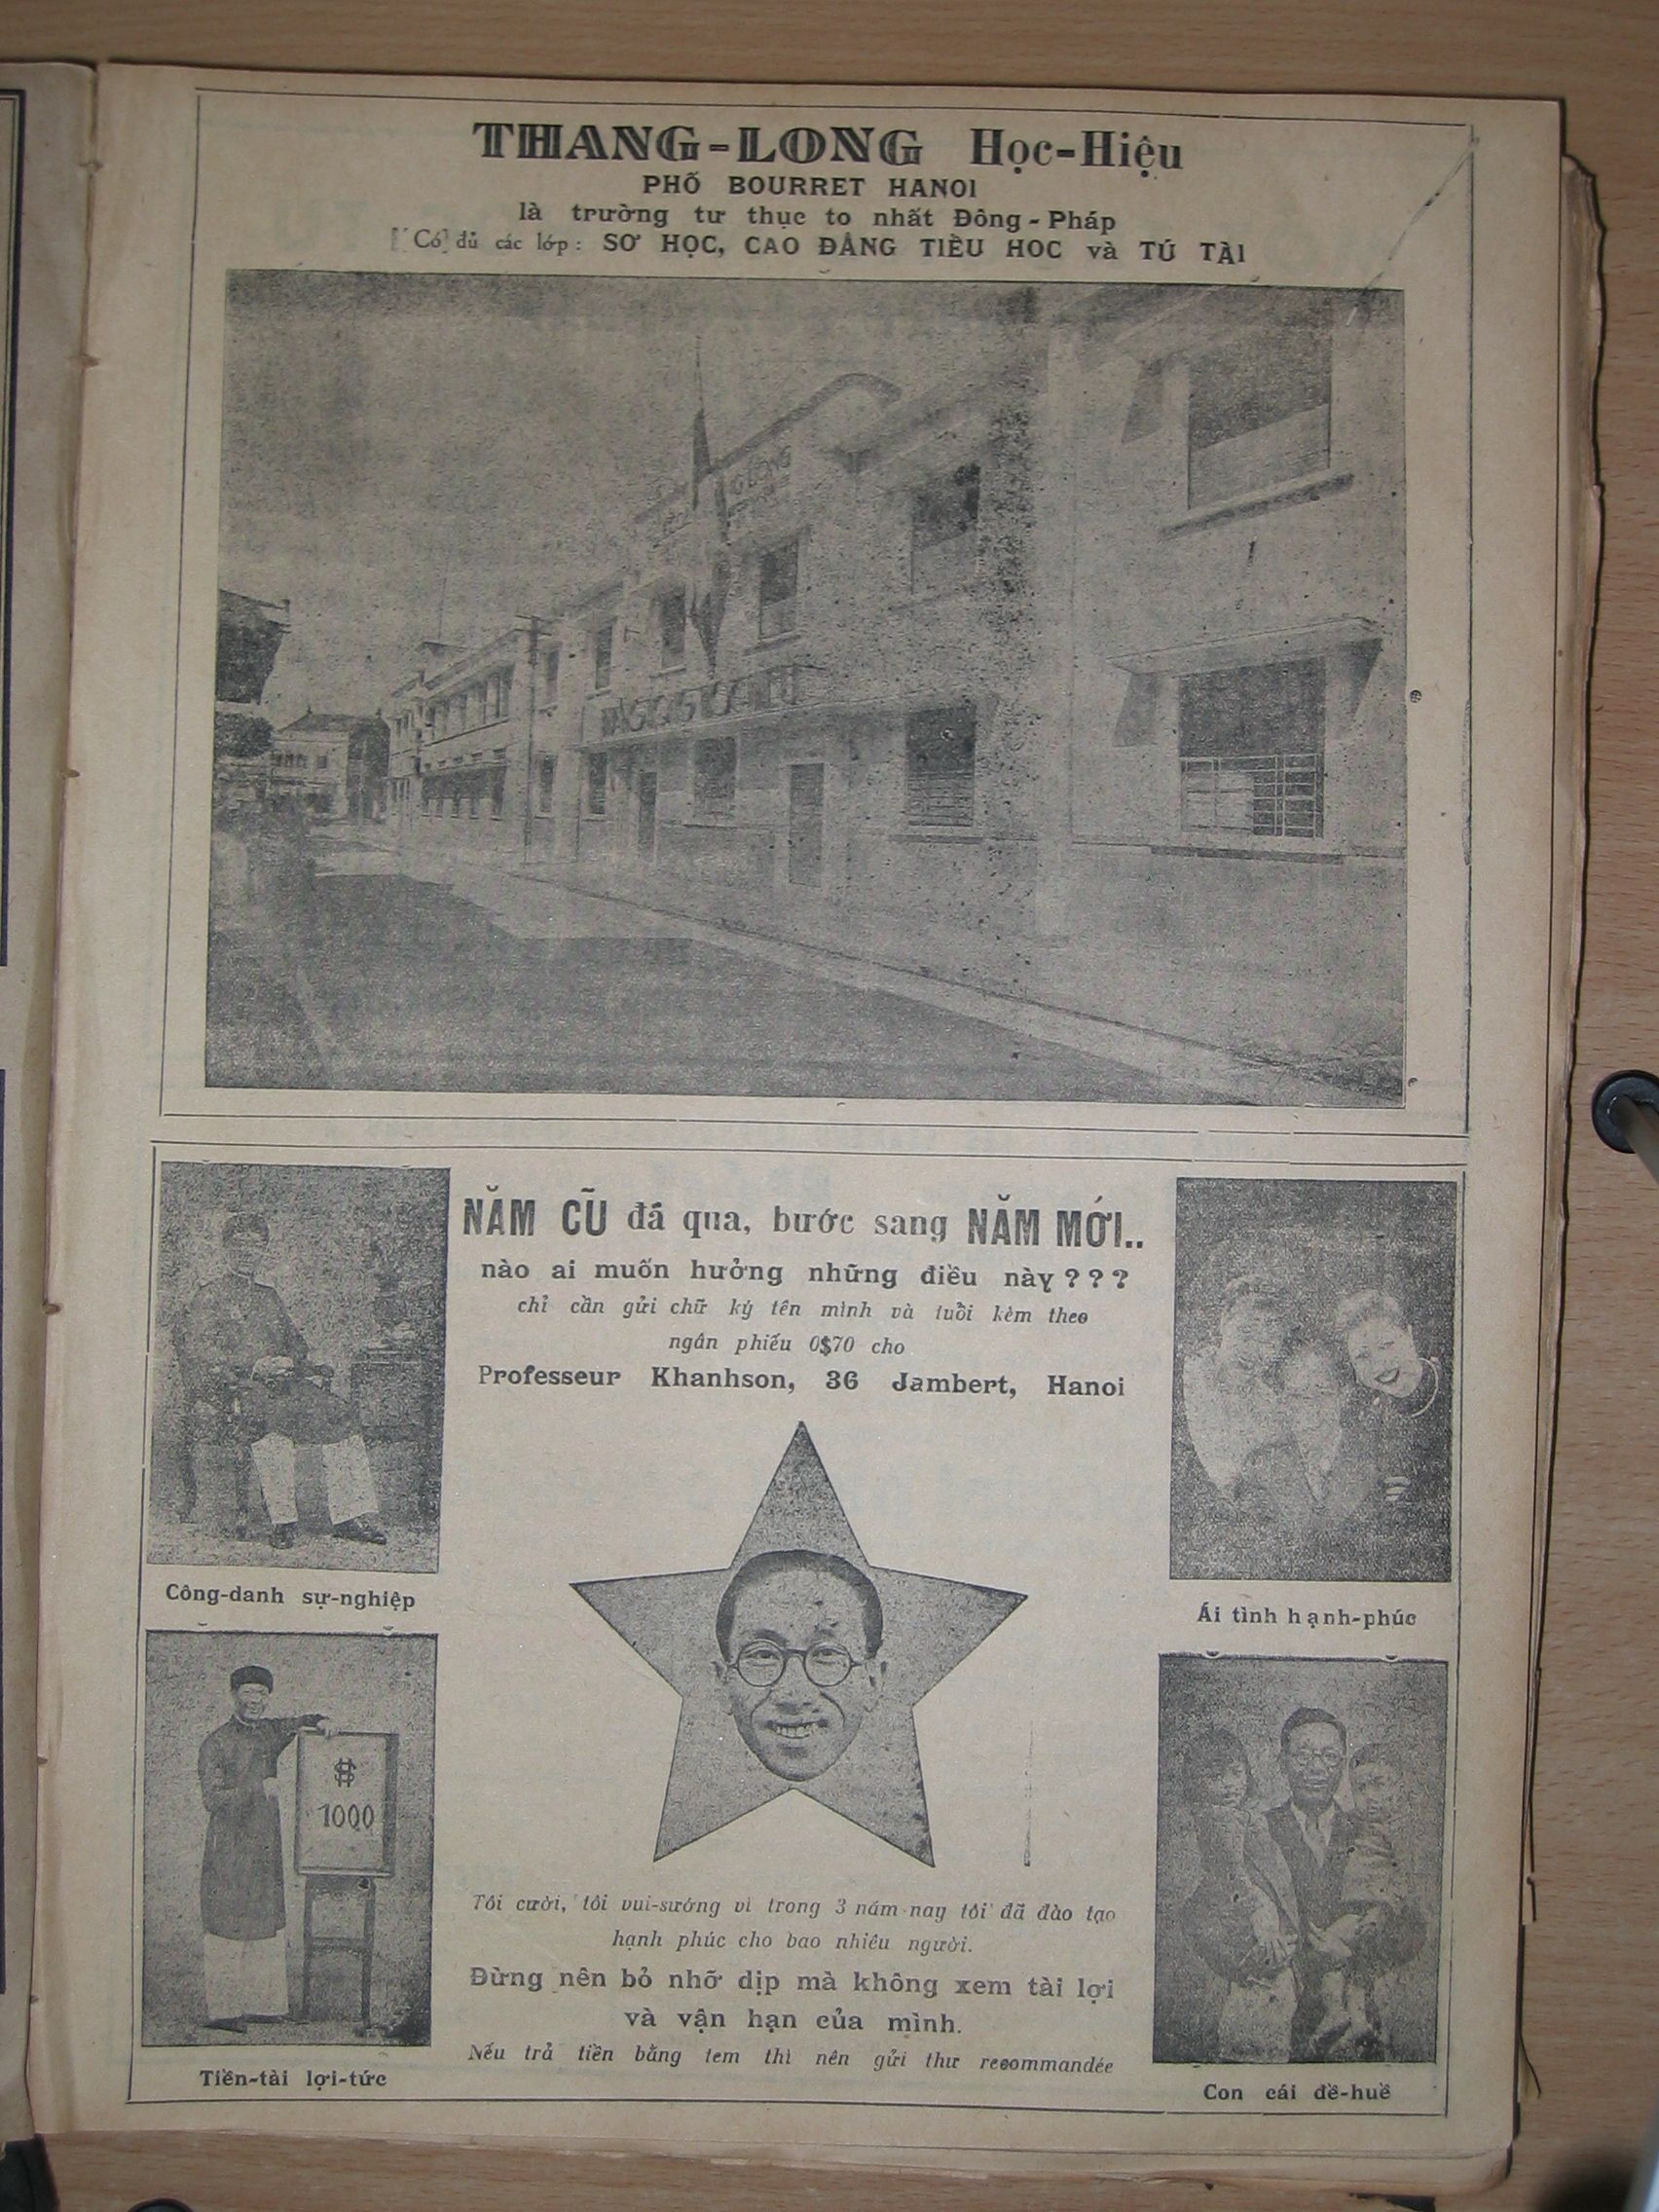 THANG-LONG Học-Hiệu
PHỐ BOURRET HANOI
là trường tư thục to nhất Đông-Pháp
Có đủ các lớp: SƠ HỌC, CAO ĐẲNG TIỂU HOC và TÚ TÀI
NĂM CŨ đã qua, bước sang NĂM MỚI..
nào ai muốn hưởng những điều này???
chỉ cần gửi chữ ký tên mình và tuổi kèm theo
ngân phiếu 0$70 cho
Professeur Khanhson, 36 Jambert, Hanoi
Công-danh sự-nghiệp
Ái tình hạnh-phúc
$
1000
Tôi cười, tôi vui-sướng vì trong 3 năm nay tôi đã đào tạo
hạnh phúc cho bao nhiêu người.
Đừng nên bỏ nhỡ dịp mà không xem tài lợi
và vận hạn của mình.
Nếu trả tiền bằng tem thì nên gửi thư recommandée
Tiền-tài lợi-tức
Con cái đề-huề